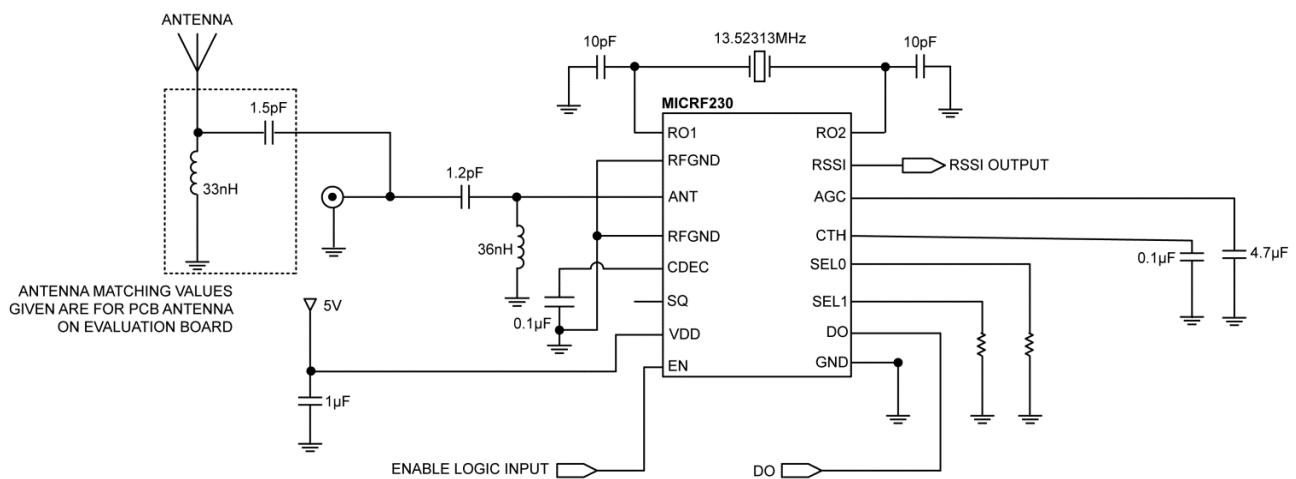 ANTENNA
10pF
13.52313MHz
10pF
1.5pF
33nH
MICRF230
RO1
RO2
RFGND
RSSI
RSSI OUTPUT
1.2pF
ANT
AGC
RFGND
CTH
36nH
0.1µF
4.7µF
CDEC
SEL0
ANTENNA MATCHING VALUES
GIVEN ARE FOR PCB ANTENNA
ON EVALUATION BOARD
5V
0.1µF
SQ
SEL1
VDD
DO
EN
GND
1µF
ENABLE LOGIC INPUT
DO